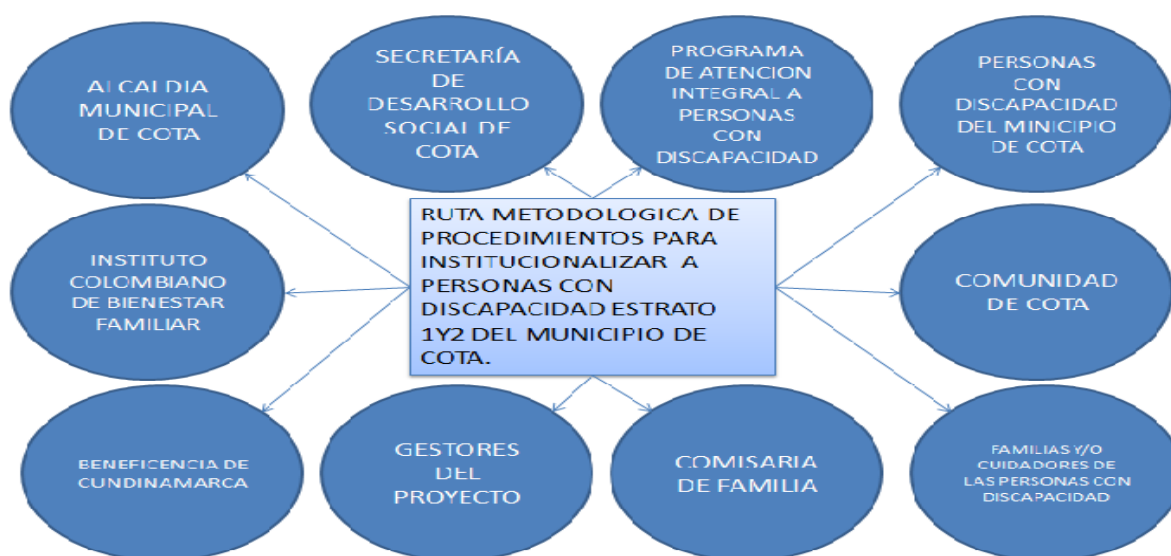 ALCALDIA
MUNICIPAL
DE COTA
SECRETARÍA
DE
DESARROLLO
SOCIAL DE
COTA
PROGRAMA
DE ATENCION
INTEGRAL A
PERSONAS
CON
DISCAPACIDAD
PERSONAS
CON
DISCAPACIDAD
DEL MINICIPIO
DE COTA
INSTITUTO
COLOMBIANO
DE BIENESTAR
FAMILIAR
RUTA METODOLOGICA DE
PROCEDIMIENTOS PARA
INSTITUCIONALIZAR A
PERSONAS CON
DISCAPACIDAD ESTRATO
1Y2 DEL MUNICIPIO DE
COTA.
COMUNIDAD
DE COTA
BENEFICENCIA DE
CUNDINAMARCA
GESTORES
DEL
PROYECTO
COMISARIA
DE FAMILIA
FAMILIAS Y/O
CUIDADORES DE
LAS PERSONAS CON
DISCAPACIDAD